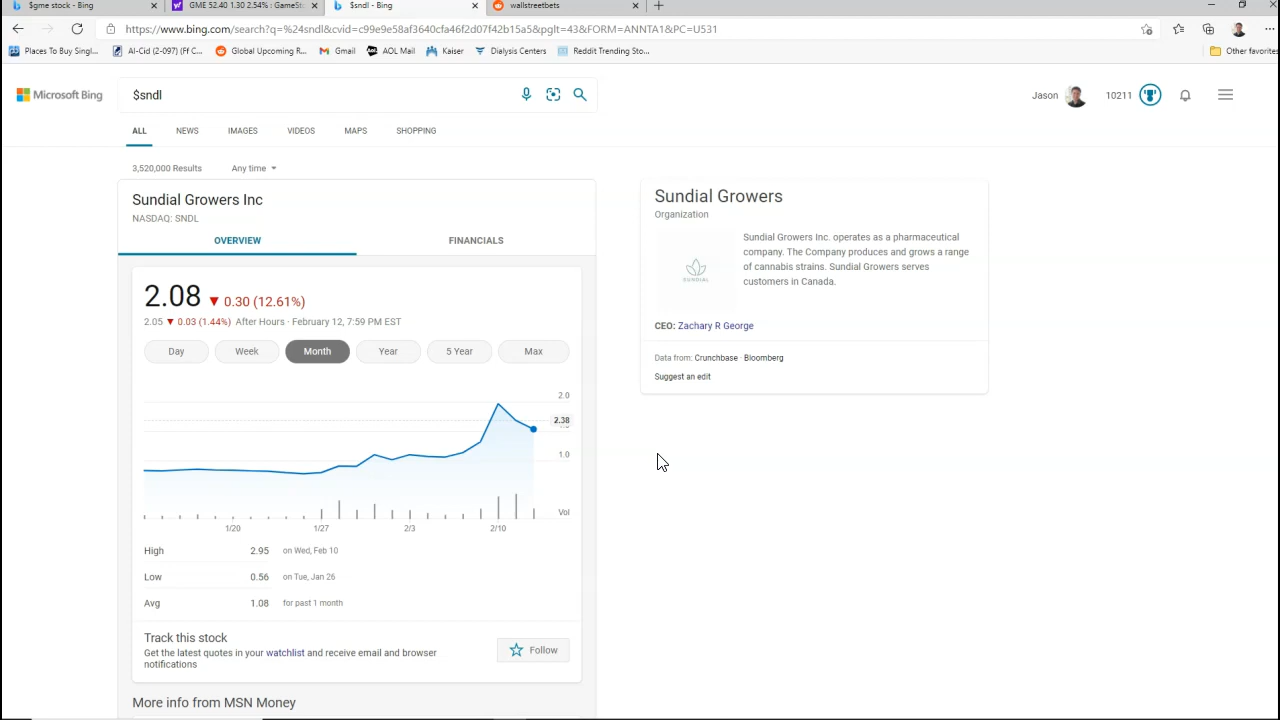 $gme stock - Bing
GME 52.40 1.30 2.54% : GameSt
$sndl - Bing
wallstreetbets
https://www.bing.com/search?q=%24sndl&cvid=c99e9e58af3640cfa46f2d07f42b15a5&pglt=43&FORM=ANNTA1&PC=U531
Places To Buy Singl...
Al-Cid (2-097) (Ff C...
Global Upcoming R...
Gmail
AOL Mail
Kaiser
Dialysis Centers
Reddit Trending Sto...
Other favorites
Microsoft Bing
$sndl
Jason
10211
ALL
NEWS
IMAGES
VIDEOS
MAPS
SHOPPING
3,520,000 Results
Any time
Sundial Growers Inc
NASDAQ: SNDL
OVERVIEW
FINANCIALS
2.08 ▼ 0.30 (12.61%)
2.05 ▼ 0.03 (1.44%) After Hours · February 12, 7:59 PM EST
Day
Week
Month
Year
5 Year
Max
2.0
2.38
1.0
Vol
1/20
1/27
2/3
2/10
High 2.95 on Wed, Feb 10
Low 0.56 on Tue, Jan 26
Avg 1.08 for past 1 month
Track this stock
Get the latest quotes in your watchlist and receive email and browser
notifications
Follow
More info from MSN Money
Sundial Growers
Organization
SUNDIAL
Sundial Growers Inc. operates as a pharmaceutical
company. The Company produces and grows a range
of cannabis strains. Sundial Growers serves
customers in Canada.
CEO: Zachary R George
Data from: Crunchbase · Bloomberg
Suggest an edit